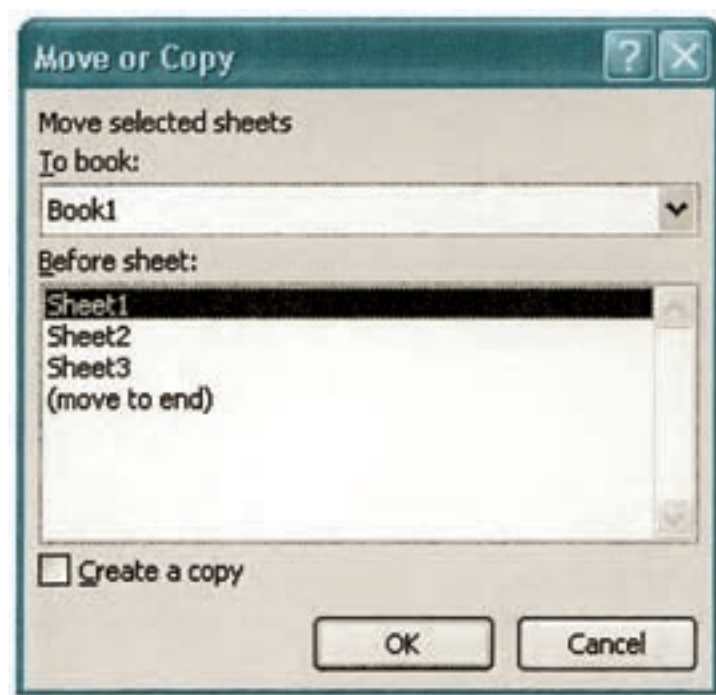 Move or Copy
Move selected sheets
To book:
Book1
Before sheet:
Sheet1
Sheet2
Sheet3
(move to end)
Create a copy
OK
Cancel